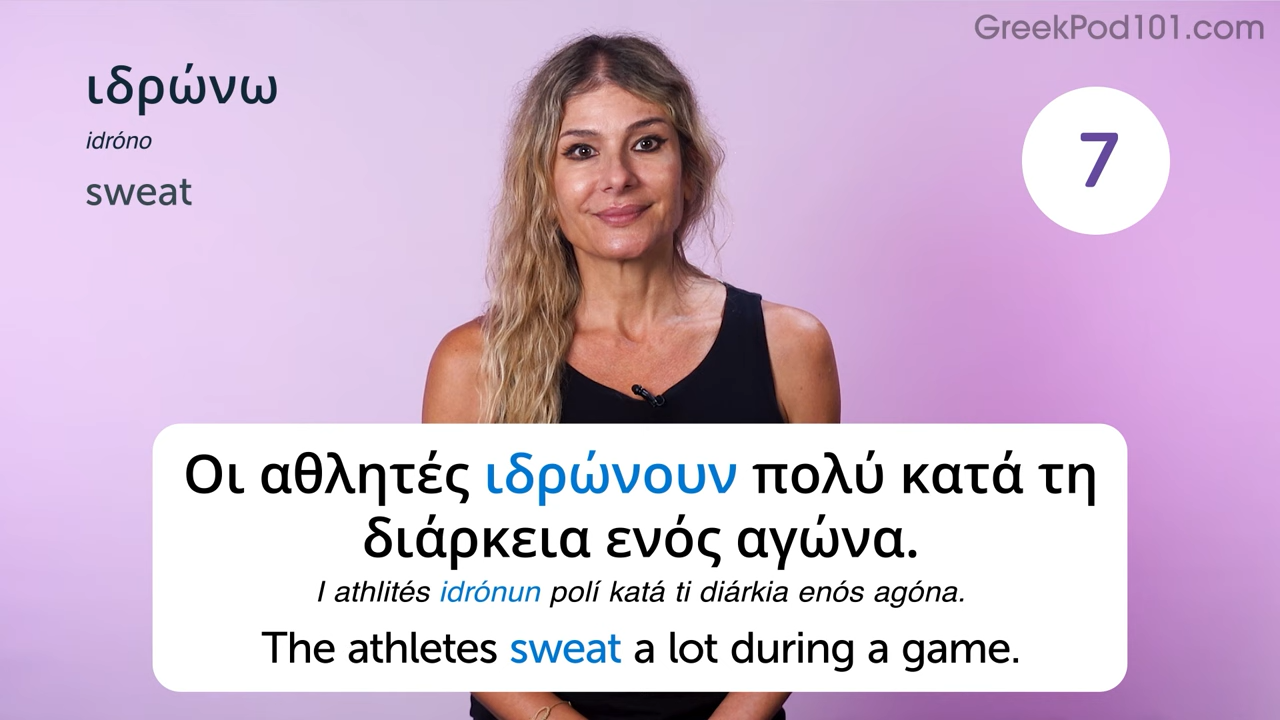 GreekPod101.com
ιδρώνω
idróno
sweat
7
Οι αθλητές ιδρώνουν πολύ κατά τη
διάρκεια ενός αγώνα.
I athlités idrónun polí katá ti diárkia enós agóna.
The athletes sweat a lot during a game.